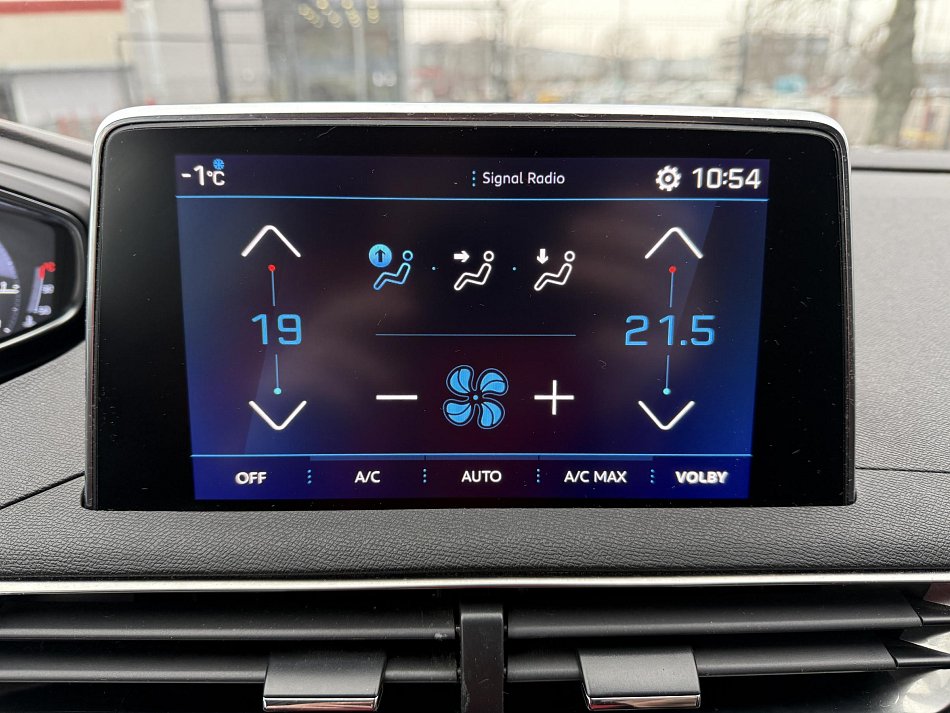 -1°C Signal Radio 10:54
19 21.5
OFF A/C AUTO A/C MAX VOLBY